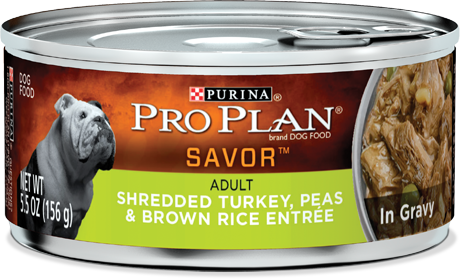 DOG
FOOD
PURINA®
PRO PLAN®
brand DOG FOOD
SAVOR™
ADULT
SHREDDED TURKEY, PEAS
& BROWN RICE ENTRÉE
In Gravy
NET WT
5.5 OZ (156 g)
PURINA